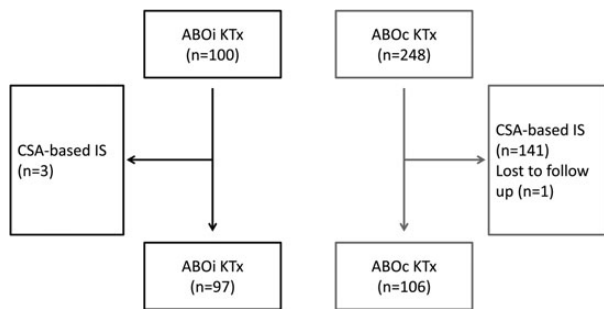 ABOi KTx
(n=100)
ABOc KTx
(n=248)
CSA-based IS
(n=3)
CSA-based IS
(n=141)
Lost to follow
up (n=1)
ABOi KTx
(n=97)
ABOc KTx
(n=106)